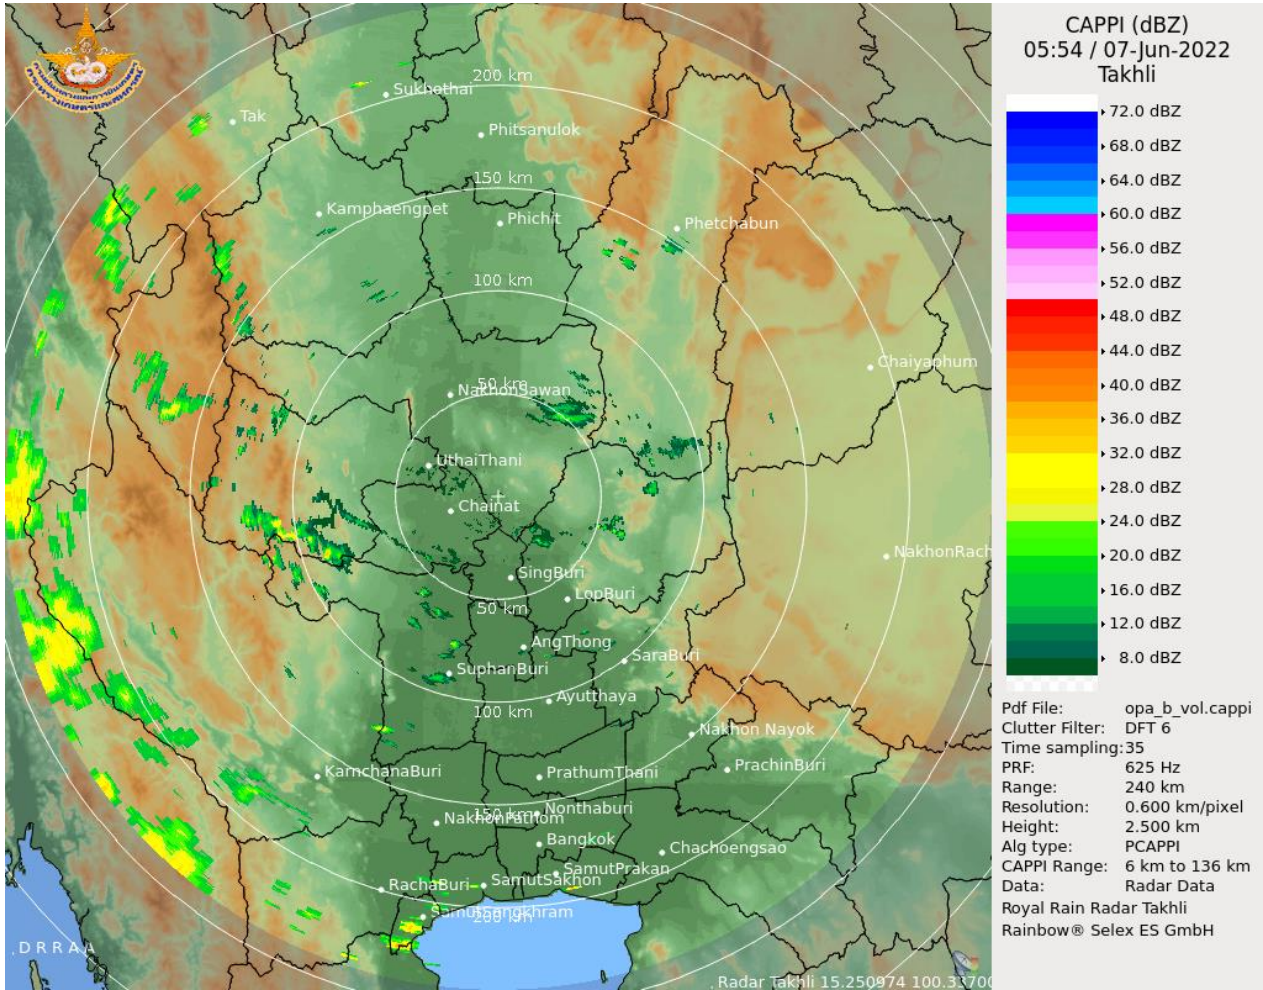 CAPPI (dBZ)
05:54 / 07-Jun-2022
Takhli
72.0 dBZ
68.0 dBZ
64.0 dBZ
60.0 dBZ
56.0 dBZ
52.0 dBZ
48.0 dBZ
44.0 dBZ
40.0 dBZ
36.0 dBZ
32.0 dBZ
28.0 dBZ
24.0 dBZ
20.0 dBZ
16.0 dBZ
12.0 dBZ
8.0 dBZ
Pdf File: opa_b_vol.cappi
Clutter Filter: DFT 6
Time sampling:35
PRF: 625 Hz
Range: 240 km
Resolution: 0.600 km/pixel
Height: 2.500 km
Alg type: PCAPPI
CAPPI Range: 6 km to 136 km
Data: Radar Data
Royal Rain Radar Takhli
Rainbow® Selex ES GmbH
200 km
Sukhothai
Tak
Phitsanulok
150 km
Kamphaengpet
Phichit
Phetchabun
100 km
Chaiyaphum
50 km
NakhonSawan
UthaiThani
Chainat
NakhonRach
SingBuri
LopBuri
50 km
AngThong
SaraBuri
SuphanBuri
Ayutthaya
100 km
Nakhon Nayok
PrachinBuri
KarnchanaBuri
PrathumThani
150 km
Nonthaburi
NakhonPathom
Bangkok
Chachoengsao
SamutPrakan
SamutSakhon
RachaBuri
SamutSongkhram
200 km
. D R R A A
Radar Takhli 15.250974 100.33700